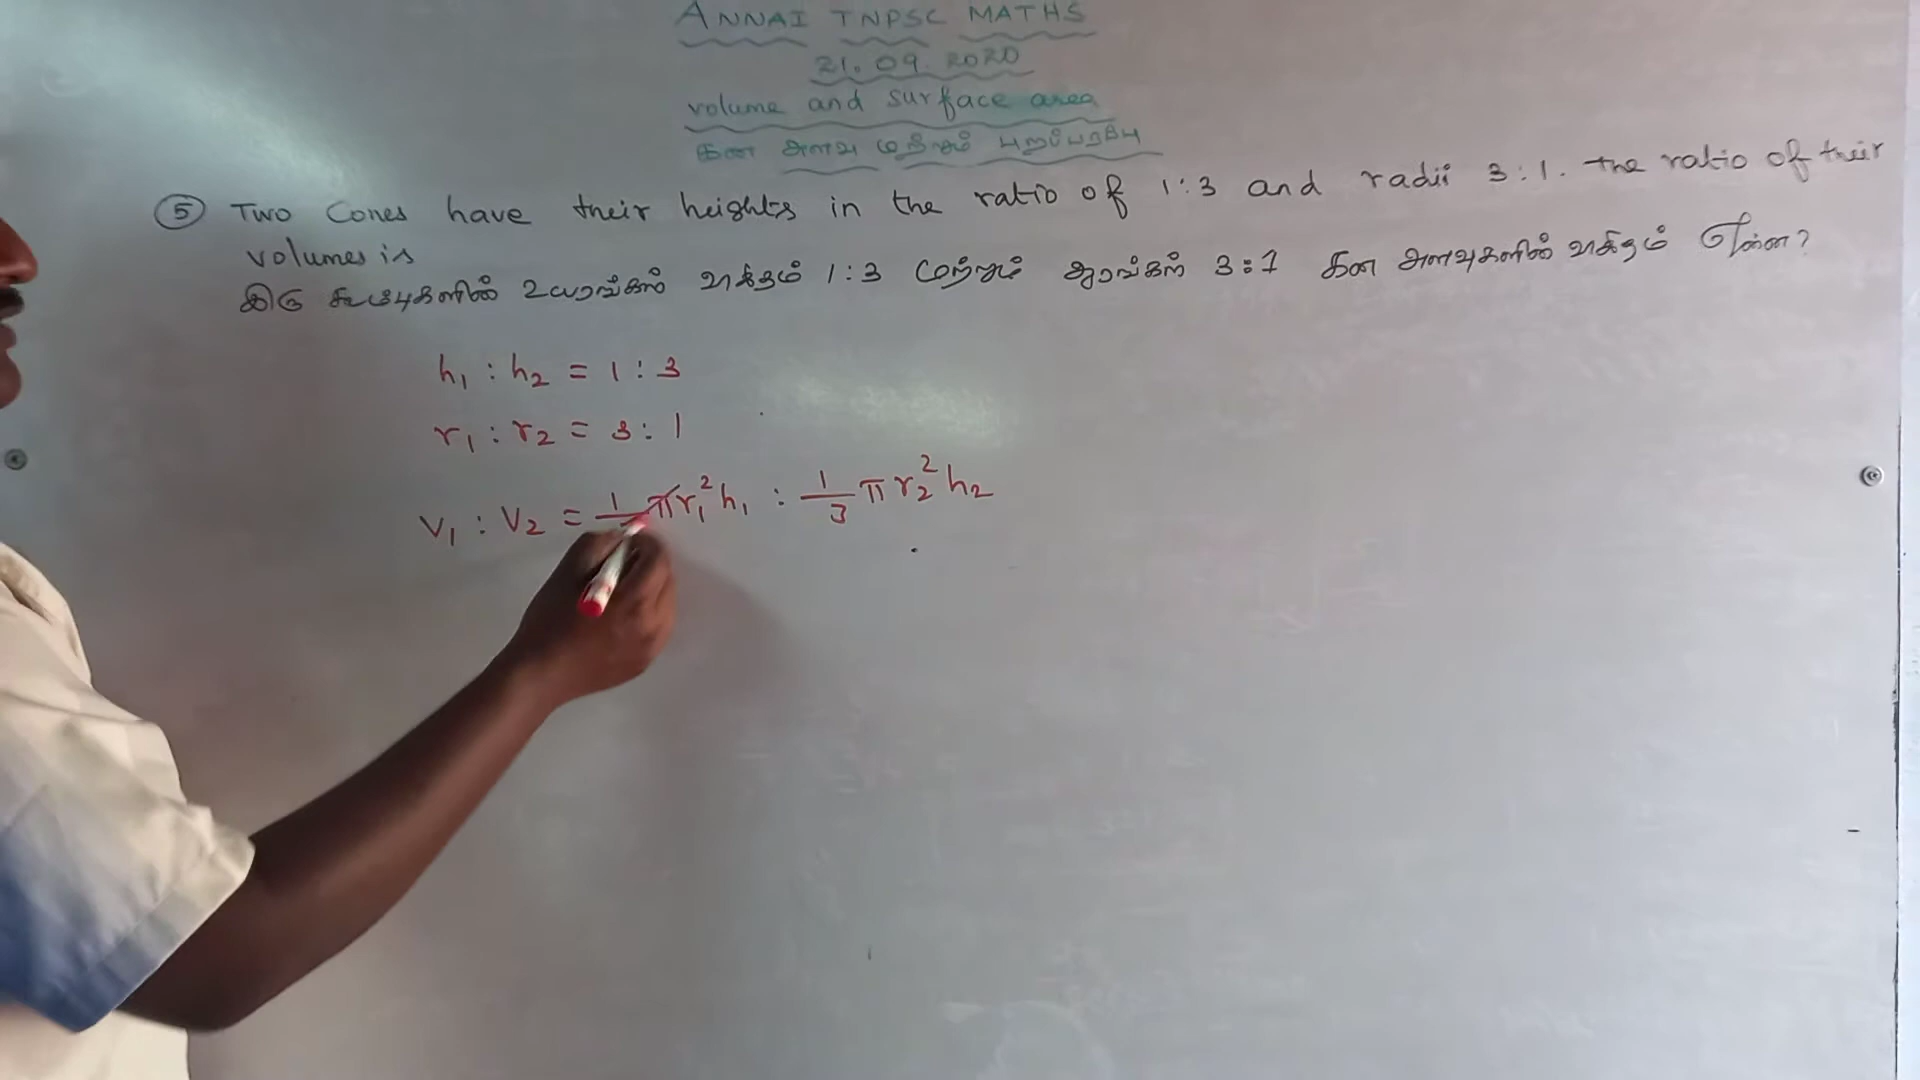 ANNAI TNPSC MATHS
21.09.2020
volume and surface area
கன அளவு மற்றும் புறப்பரப்பு
⑤ Two Cones have their heights in the ratio of 1:3 and radii 3:1. The ratio of their
volumes is
இரு கூம்புகளின் உயரங்கள் விகிதம் 1:3 மற்றும் ஆரங்கள் 3:1 கன அளவுகளின் விகிதம் என்ன?
h₁ : h₂ = 1 : 3
r₁ : r₂ = 3 : 1
V₁ : V₂ = 1/ πr₁²h₁ : 1/3 πr₂²h₂